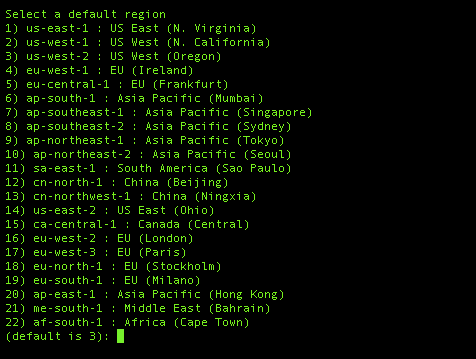 Select a default region
1) us-east-1 : US East (N. Virginia)
2) us-west-1 : US West (N. California)
3) us-west-2 : US West (Oregon)
4) eu-west-1 : EU (Ireland)
5) eu-central-1 : EU (Frankfurt)
6) ap-south-1 : Asia Pacific (Mumbai)
7) ap-southeast-1 : Asia Pacific (Singapore)
8) ap-southeast-2 : Asia Pacific (Sydney)
9) ap-northeast-1 : Asia Pacific (Tokyo)
10) ap-northeast-2 : Asia Pacific (Seoul)
11) sa-east-1 : South America (Sao Paulo)
12) cn-north-1 : China (Beijing)
13) cn-northwest-1 : China (Ningxia)
14) us-east-2 : US East (Ohio)
15) ca-central-1 : Canada (Central)
16) eu-west-2 : EU (London)
17) eu-west-3 : EU (Paris)
18) eu-north-1 : EU (Stockholm)
19) eu-south-1 : EU (Milano)
20) ap-east-1 : Asia Pacific (Hong Kong)
21) me-south-1 : Middle East (Bahrain)
22) af-south-1 : Africa (Cape Town)
(default is 3):